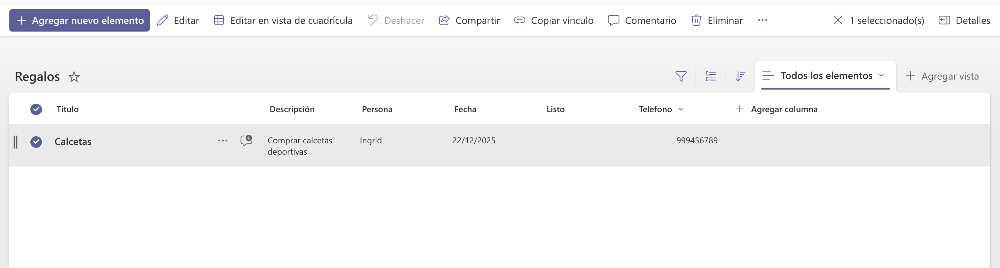 Agregar nuevo elemento Editar Editar en vista de cuadrícula Deshacer Compartir Copiar vínculo Comentario Eliminar 1 seleccionado(s) Detalles
Regalos Todos los elementos Agregar vista
Título Descripción Persona Fecha Listo Telefono Agregar columna
Calcetas Comprar calcetas Ingrid 22/12/2025 999456789
deportivas